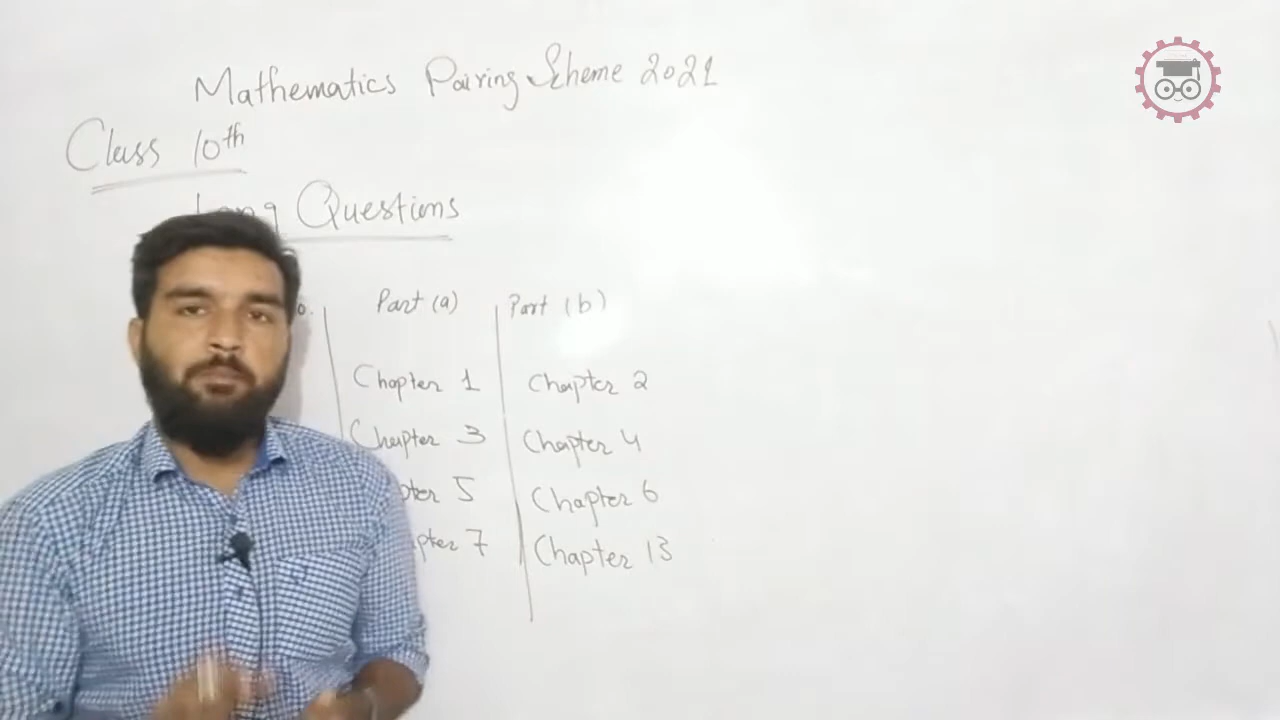 Mathematics Pairing Scheme 2021
Class 10th
Long Questions
o. Part (a) Part (b)
Chapter 1 Chapter 2
Chapter 3 Chapter 4
pter 5 Chapter 6
pter 7 Chapter 13